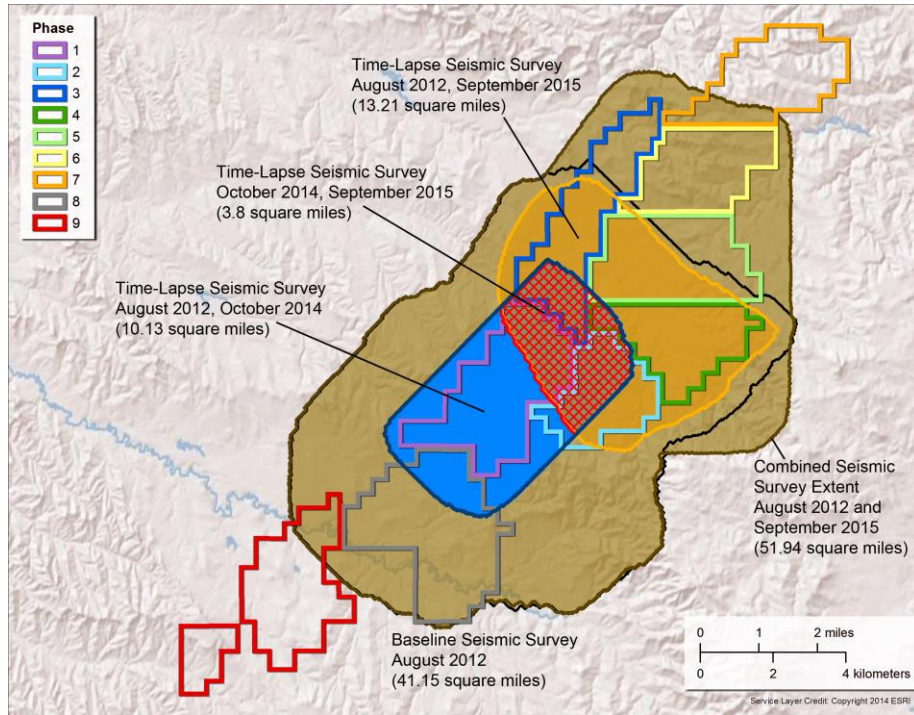 Phase
1
2
3
4
5
6
7
8
9
Time-Lapse Seismic Survey
August 2012, September 2015
(13.21 square miles)
Time-Lapse Seismic Survey
October 2014, September 2015
(3.8 square miles)
Time-Lapse Seismic Survey
August 2012, October 2014
(10.13 square miles)
Combined Seismic
Survey Extent
August 2012 and
September 2015
(51.94 square miles)
Baseline Seismic Survey
August 2012
(41.15 square miles)
0 1 2 miles
0 2 4 kilometers
Service Layer Credit: Copyright 2014 ESRI